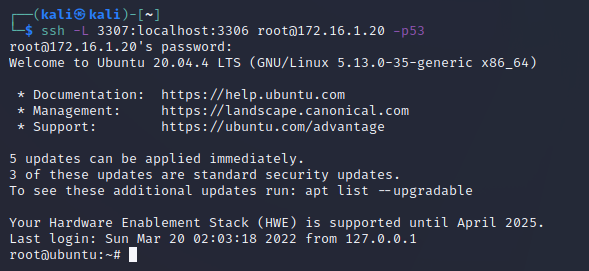 ┌──(kali㉿kali)-[~]
└─$ ssh -L 3307:localhost:3306 root@172.16.1.20 -p53
root@172.16.1.20's password:
Welcome to Ubuntu 20.04.4 LTS (GNU/Linux 5.13.0-35-generic x86_64)

 * Documentation:  https://help.ubuntu.com
 * Management:     https://landscape.canonical.com
 * Support:        https://ubuntu.com/advantage

5 updates can be applied immediately.
3 of these updates are standard security updates.
To see these additional updates run: apt list --upgradable

Your Hardware Enablement Stack (HWE) is supported until April 2025.
Last login: Sun Mar 20 02:03:18 2022 from 127.0.0.1
root@ubuntu:~#